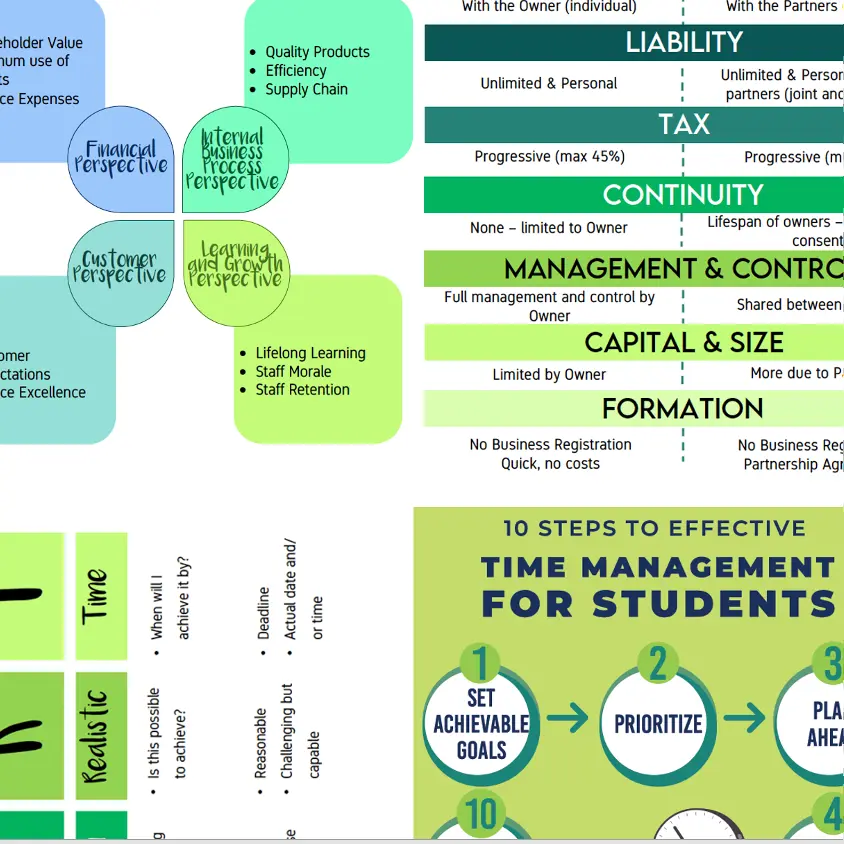 eholder Value
num use of
ts
ce Expenses
• Quality Products
• Efficiency
• Supply Chain
Financial
Perspective
Internal
Business
Process
Perspective
Customer
Perspective
Learning
and Growth
Perspective
omer
ctations
ce Excellence
• Lifelong Learning
• Staff Morale
• Staff Retention
With the Owner (individual)
With the Partners
LIABILITY
Unlimited & Personal
Unlimited & Person
partners (joint and
TAX
Progressive (max 45%)
Progressive (m
CONTINUITY
None – limited to Owner
Lifespan of owners –
consent
MANAGEMENT & CONTRO
Full management and control by
Owner
Shared between
CAPITAL & SIZE
Limited by Owner
More due to P
FORMATION
No Business Registration
Quick, no costs
No Business Reg
Partnership Agr
Time
• When will I
achieve it by?
• Deadline
• Actual date and/
or time
Realistic
• Is this possible
to achieve?
• Reasonable
• Challenging but
capable
10 STEPS TO EFFECTIVE
TIME MANAGEMENT
FOR STUDENTS
1
SET
ACHIEVABLE
GOALS
2
PRIORITIZE
3
PLA
AHEA
10
4